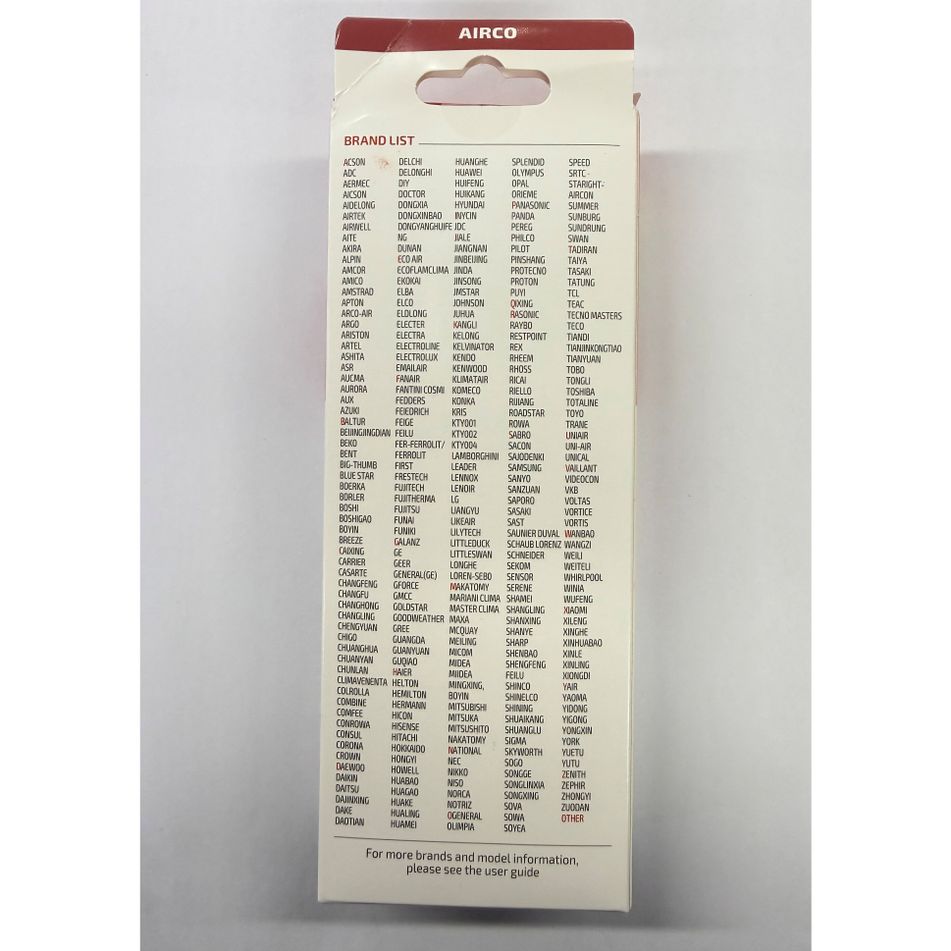 AIRCO
BRAND LIST
ACSON
ADC
AERMEC
AICSON
AIDELONG
AIRTEK
AIRWELL
AITE
AKIRA
ALPIN
AMCOR
AMICO
AMSTRAD
APTON
ARCO-AIR
ARGO
ARISTON
ARTEL
ASHITA
ASR
AUCMA
AURORA
AUX
AZUKI
BALTUR
BEIJINGJINGDIAN
BEKO
BENT
BIG-THUMB
BLUE STAR
BDERKA
BORLER
BOSHI
BOSHIGAO
BOYIN
BREEZE
CAIXING
CARRIER
CASARTE
CHANGFENG
CHANGFU
CHANGHONG
CHANGLING
CHENGYUAN
CHIGO
CHUANGHUA
CHUANYAN
CHUNLAN
CLIMAVENENTA
COLROLLA
COMBINE
COMFEE
CONROWA
CONSUL
CORONA
CROWN
DAEWOO
DAIKIN
DAITSU
DAJINXING
DAKE
DAOTIAN
DELCHI
DELONGHI
DIY
DOCTOR
DONGXIA
DONGXINBAO
DONGYANGHUIFE
NG
DUNAN
ECO AIR
ECOFLAMCLIMA
EKOKAI
ELBA
ELCO
ELDLONG
ELECTER
ELECTRA
ELECTROLINE
ELECTROLUX
EMAILAIR
FANAIR
FANTINI COSMI
FEDDERS
FEIEDRICH
FEIGE
FEILU
FER-FERROLIT/
FERROLIT
FIRST
FRESTECH
FUJITECH
FUJITHERMA
FUJITSU
FUNAI
FUNIKI
GALANZ
GE
GEER
GENERAL(GE)
GFORCE
GMCC
GOLDSTAR
GOODWEATHER
GREE
GUANGDA
GUANYUAN
GUQIAO
HAIER
HELTON
HEMILTON
HERMANN
HICON
HISENSE
HITACHI
HOKKAIDO
HONGYI
HOWELL
HUABAO
HUAGAO
HUAKE
HUALING
HUAMEI
HUANGHE
HUAWEI
HUIFENG
HUIKANG
HYUNDAI
INYCIN
JDC
JIALE
JIANGNAN
JINBEIJING
JINDA
JINSONG
JMSTAR
JOHNSON
JUHUA
KANGLI
KELONG
KELVINATOR
KENDO
KENWOOD
KLIMATAIR
KOMECO
KONKA
KRIS
KTY001
KTY002
KTY004
LAMBORGHINI
LEADER
LENNOX
LENOIR
LG
LIANGYU
LIKEAIR
LILYTECH
LITTLEDUCK
LITTLESWAN
LONGHE
LOREN-SEBO
MAKATOMY
MARIANI CLIMA
MASTER CLIMA
MAXA
MCQUAY
MEILING
MICOM
MIDEA
MIIDEA
MINGXING,
BOYIN
MITSUBISHI
MITSUKA
MITSUSHITO
NAKATOMY
NATIONAL
NEC
NIKKO
NISO
NORCA
NOTRIZ
OGENERAL
OLIMPIA
SPLENDID
OLYMPUS
OPAL
ORIEME
PANASONIC
PANDA
PEREG
PHILCO
PILOT
PINSHANG
PROTECNO
PROTON
PUYI
QIXING
RASONIC
RAYBO
RESTPOINT
REX
RHEEM
RHOSS
RICAI
RIELLO
RIJIANG
ROADSTAR
ROWA
SABRO
SACON
SAJODENKI
SAMSUNG
SANYO
SANZUAN
SAPORO
SASAKI
SAST
SAUNIER DUVAL
SCHAUB LORENZ
SCHNEIDER
SEKOM
SENSOR
SERENE
SHAMEI
SHANGLING
SHANXING
SHANYE
SHARP
SHENBAO
SHENGFENG
FEILU
SHINCO
SHINELCO
SHINING
SHUAIKANG
SHUANGLU
SIGMA
SKYWORTH
SOGO
SONGGE
SONGLINXIA
SONGXING
SOVA
SOWA
SOYEA
SPEED
SRTC -
STARIGHT-
AIRCON
SUMMER
SUNBURG
SUNDRUNG
SWAN
TADIRAN
TAIYA
TASAKI
TATUNG
TCL
TEAC
TECNO MASTERS
TECO
TIANDI
TIANJINKONGTIAO
TIANYUAN
TOBO
TONGLI
TOSHIBA
TOTALINE
TOYO
TRANE
UNIAIR
UNI-AIR
UNICAL
VAILLANT
VIDEOCON
VKB
VOLTAS
VORTICE
VORTIS
WANBAO
WANGZI
WEILI
WEITELI
WHIRLPOOL
WINIA
WUFENG
XIAOMI
XILENG
XINGHE
XINHUABAO
XINLE
XINLING
XIONGDI
YAIR
YAOMA
YIDONG
YIGONG
YONGXIN
YORK
YUETU
YUTU
ZENITH
ZEPHIR
ZHONGYI
ZUODAN
OTHER
For more brands and model information,
please see the user guide